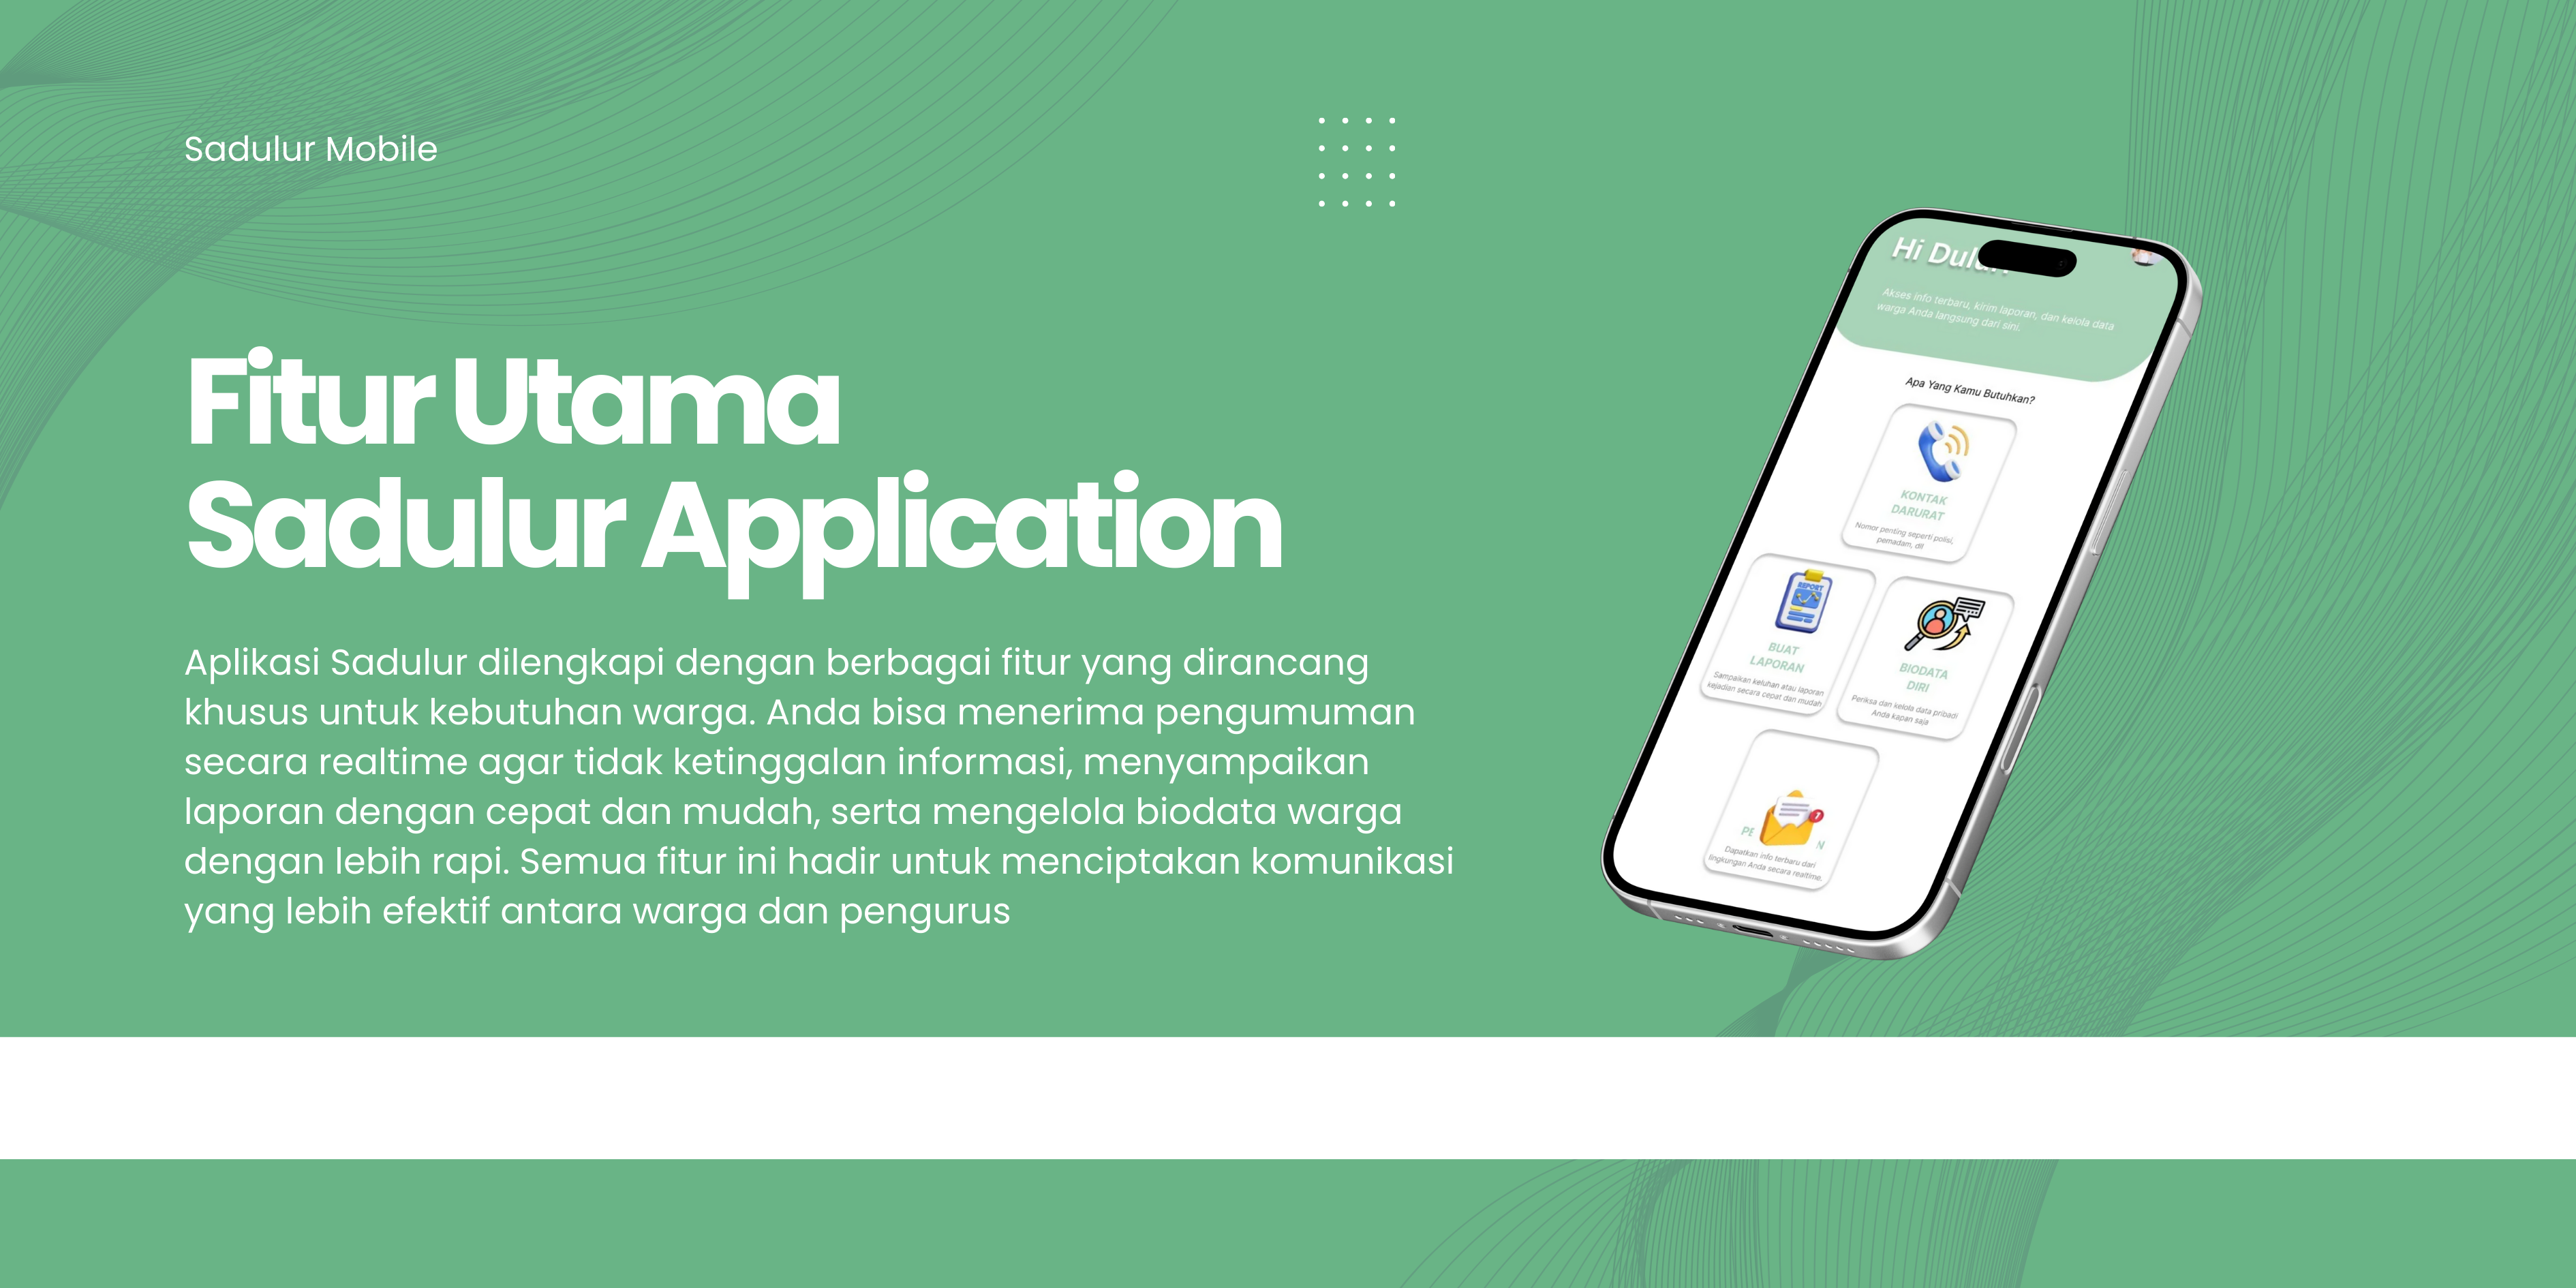 Sadulur Mobile
Fitur Utama
Sadulur Application
Aplikasi Sadulur dilengkapi dengan berbagai fitur yang dirancang
khusus untuk kebutuhan warga. Anda bisa menerima pengumuman
secara realtime agar tidak ketinggalan informasi, menyampaikan
laporan dengan cepat dan mudah, serta mengelola biodata warga
dengan lebih rapi. Semua fitur ini hadir untuk menciptakan komunikasi
yang lebih efektif antara warga dan pengurus
Hi
Akses info terbaru, kirim laporan, dan kelola data
warga Anda langsung dari sini.
Apa Yang Kamu Butuhkan?
KONTAK
DARURAT
Nomor penting seperti polisi,
pemadam, dll
REPORT
BUAT
LAPORAN
Sampaikan keluhan atau laporan
kejadian secara cepat dan mudah
BIODATA
DIRI
Periksa dan kelola data pribadi
Anda kapan saja
Dapatkan info terbaru dari
lingkungan Anda secara realtime.